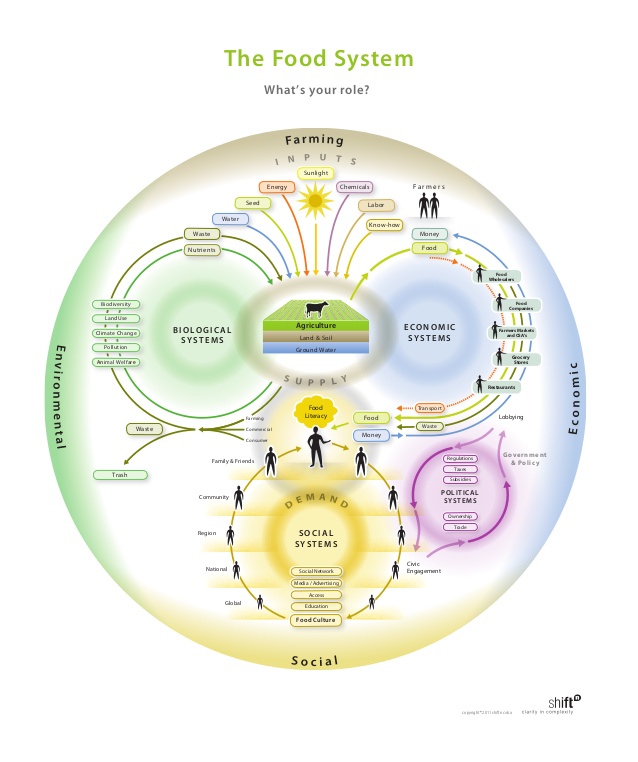 The Food System
What's your role?
Farming
INPUTS
Sunlight
Energy
Chemicals
Seed
Labor
Water
Know-how
Waste
Nutrients
Farmers
Money
Food
Food
Wholesalers
Food
Companies
Farmers Markets
and CSA's
Grocery
Stores
Restaurants
Biodiversity
Land Use
Climate Change
Pollution
Animal Welfare
BIOLOGICAL
SYSTEMS
Agriculture
Land & Soil
Ground Water
ECONOMIC
SYSTEMS
Environmental
Economic
SUPPLY
Food
Literacy
Transport
Food
Waste
Money
Lobbying
Waste
Farming
Commercial
Consumer
Trash
Government
& Policy
Regulations
Taxes
Subsidies
POLITICAL
SYSTEMS
Ownership
Trade
Civic
Engagement
Family & Friends
Community
Region
National
Global
DEMAND
SOCIAL
SYSTEMS
Social Network
Media / Advertising
Access
Education
Food Culture
Social
shiftn
clarity in complexity